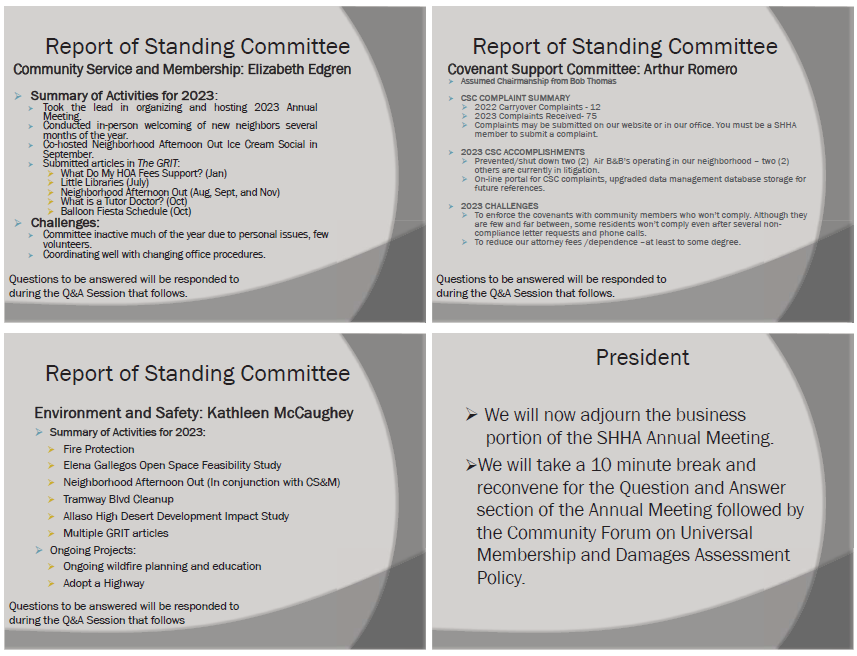 Report of Standing Committee
Community Service and Membership: Elizabeth Edgren
Summary of Activities for 2023:
Took the lead in organizing and hosting 2023 Annual
Meeting.
Conducted in-person welcoming of new neighbors several
months of the year.
Co-hosted Neighborhood Afternoon Out Ice Cream Social in
September.
Submitted articles in The GRIT:
What Do My HOA Fees Support? (Jan)
Little Libraries (July)
Neighborhood Afternoon Out (Aug, Sept, and Nov)
What is a Tutor Doctor? (Oct)
Balloon Fiesta Schedule (Oct)
Challenges:
Committee inactive much of the year due to personal issues, few
volunteers.
Coordinating well with changing office procedures.
Questions to be answered will be responded to
during the Q&A Session that follows.
Report of Standing Committee
Covenant Support Committee: Arthur Romero
Assumed Chairmanship from Bob Thomas
CSC COMPLAINT SUMMARY
2022 Carryover Complaints - 12
2023 Complaints Received- 75
Complaints may be submitted on our website or in our office. You must be a SHHA
member to submit a complaint.
2023 CSC ACCOMPLISHMENTS
Prevented/shut down two (2) Air B&B's operating in our neighborhood – two (2)
others are currently in litigation.
On-line portal for CSC complaints, upgraded data management database storage for
future references.
2023 CHALLENGES
To enforce the covenants with community members who won't comply. Although they
are few and far between, some residents won't comply even after several non-
compliance letter requests and phone calls.
To reduce our attorney fees /dependence –at least to some degree.
Questions to be answered will be responded to
during the Q&A Session that follows.
Report of Standing Committee
Environment and Safety: Kathleen McCaughey
Summary of Activities for 2023:
Fire Protection
Elena Gallegos Open Space Feasibility Study
Neighborhood Afternoon Out (In conjunction with CS&M)
Tramway Blvd Cleanup
Allaso High Desert Development Impact Study
Multiple GRIT articles
Ongoing Projects:
Ongoing wildfire planning and education
Adopt a Highway
Questions to be answered will be responded to
during the Q&A Session that follows
President
We will now adjourn the business
portion of the SHHA Annual Meeting.
We will take a 10 minute break and
reconvene for the Question and Answer
section of the Annual Meeting followed by
the Community Forum on Universal
Membership and Damages Assessment
Policy.